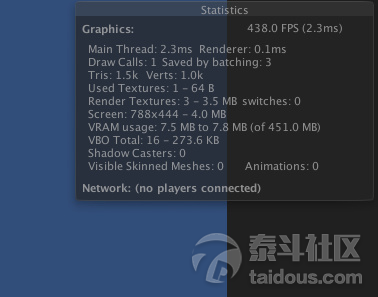 Statistics
Graphics: 438.0 FPS (2.3ms)
Main Thread: 2.3ms Renderer: 0.1ms
Draw Calls: 1 Saved by batching: 3
Tris: 1.5k Verts: 1.0k
Used Textures: 1 – 64 B
Render Textures: 3 – 3.5 MB switches: 0
Screen: 788x444 – 4.0 MB
VRAM usage: 7.5 MB to 7.8 MB (of 451.0 MB)
VBO Total: 16 – 273.6 KB
Shadow Casters: 0
Visible Skinned Meshes: 0 Animations: 0
Network: (no players connected)
泰斗社区
taidous.com